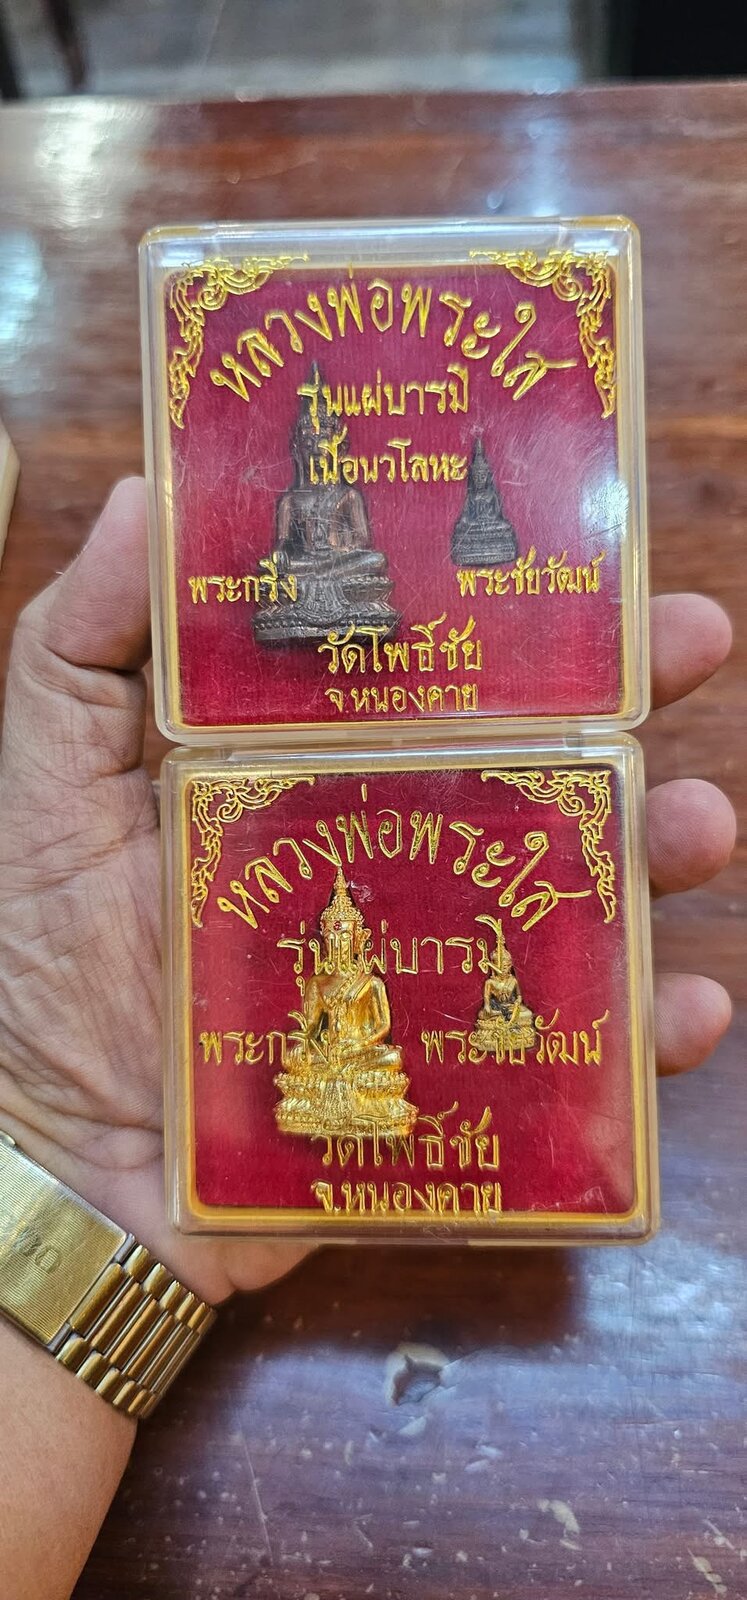 หลวงพ่อพระใส
รุ่นแผ่บารมี
เนื้อนวโลหะ
พระกริ่ง พระชัยวัฒน์
วัดโพธิ์ชัย
จ.หนองคาย
หลวงพ่อพระใส
รุ่นแผ่บารมี
พระกริ่ง พระชัยวัฒน์
วัดโพธิ์ชัย
จ.หนองคาย